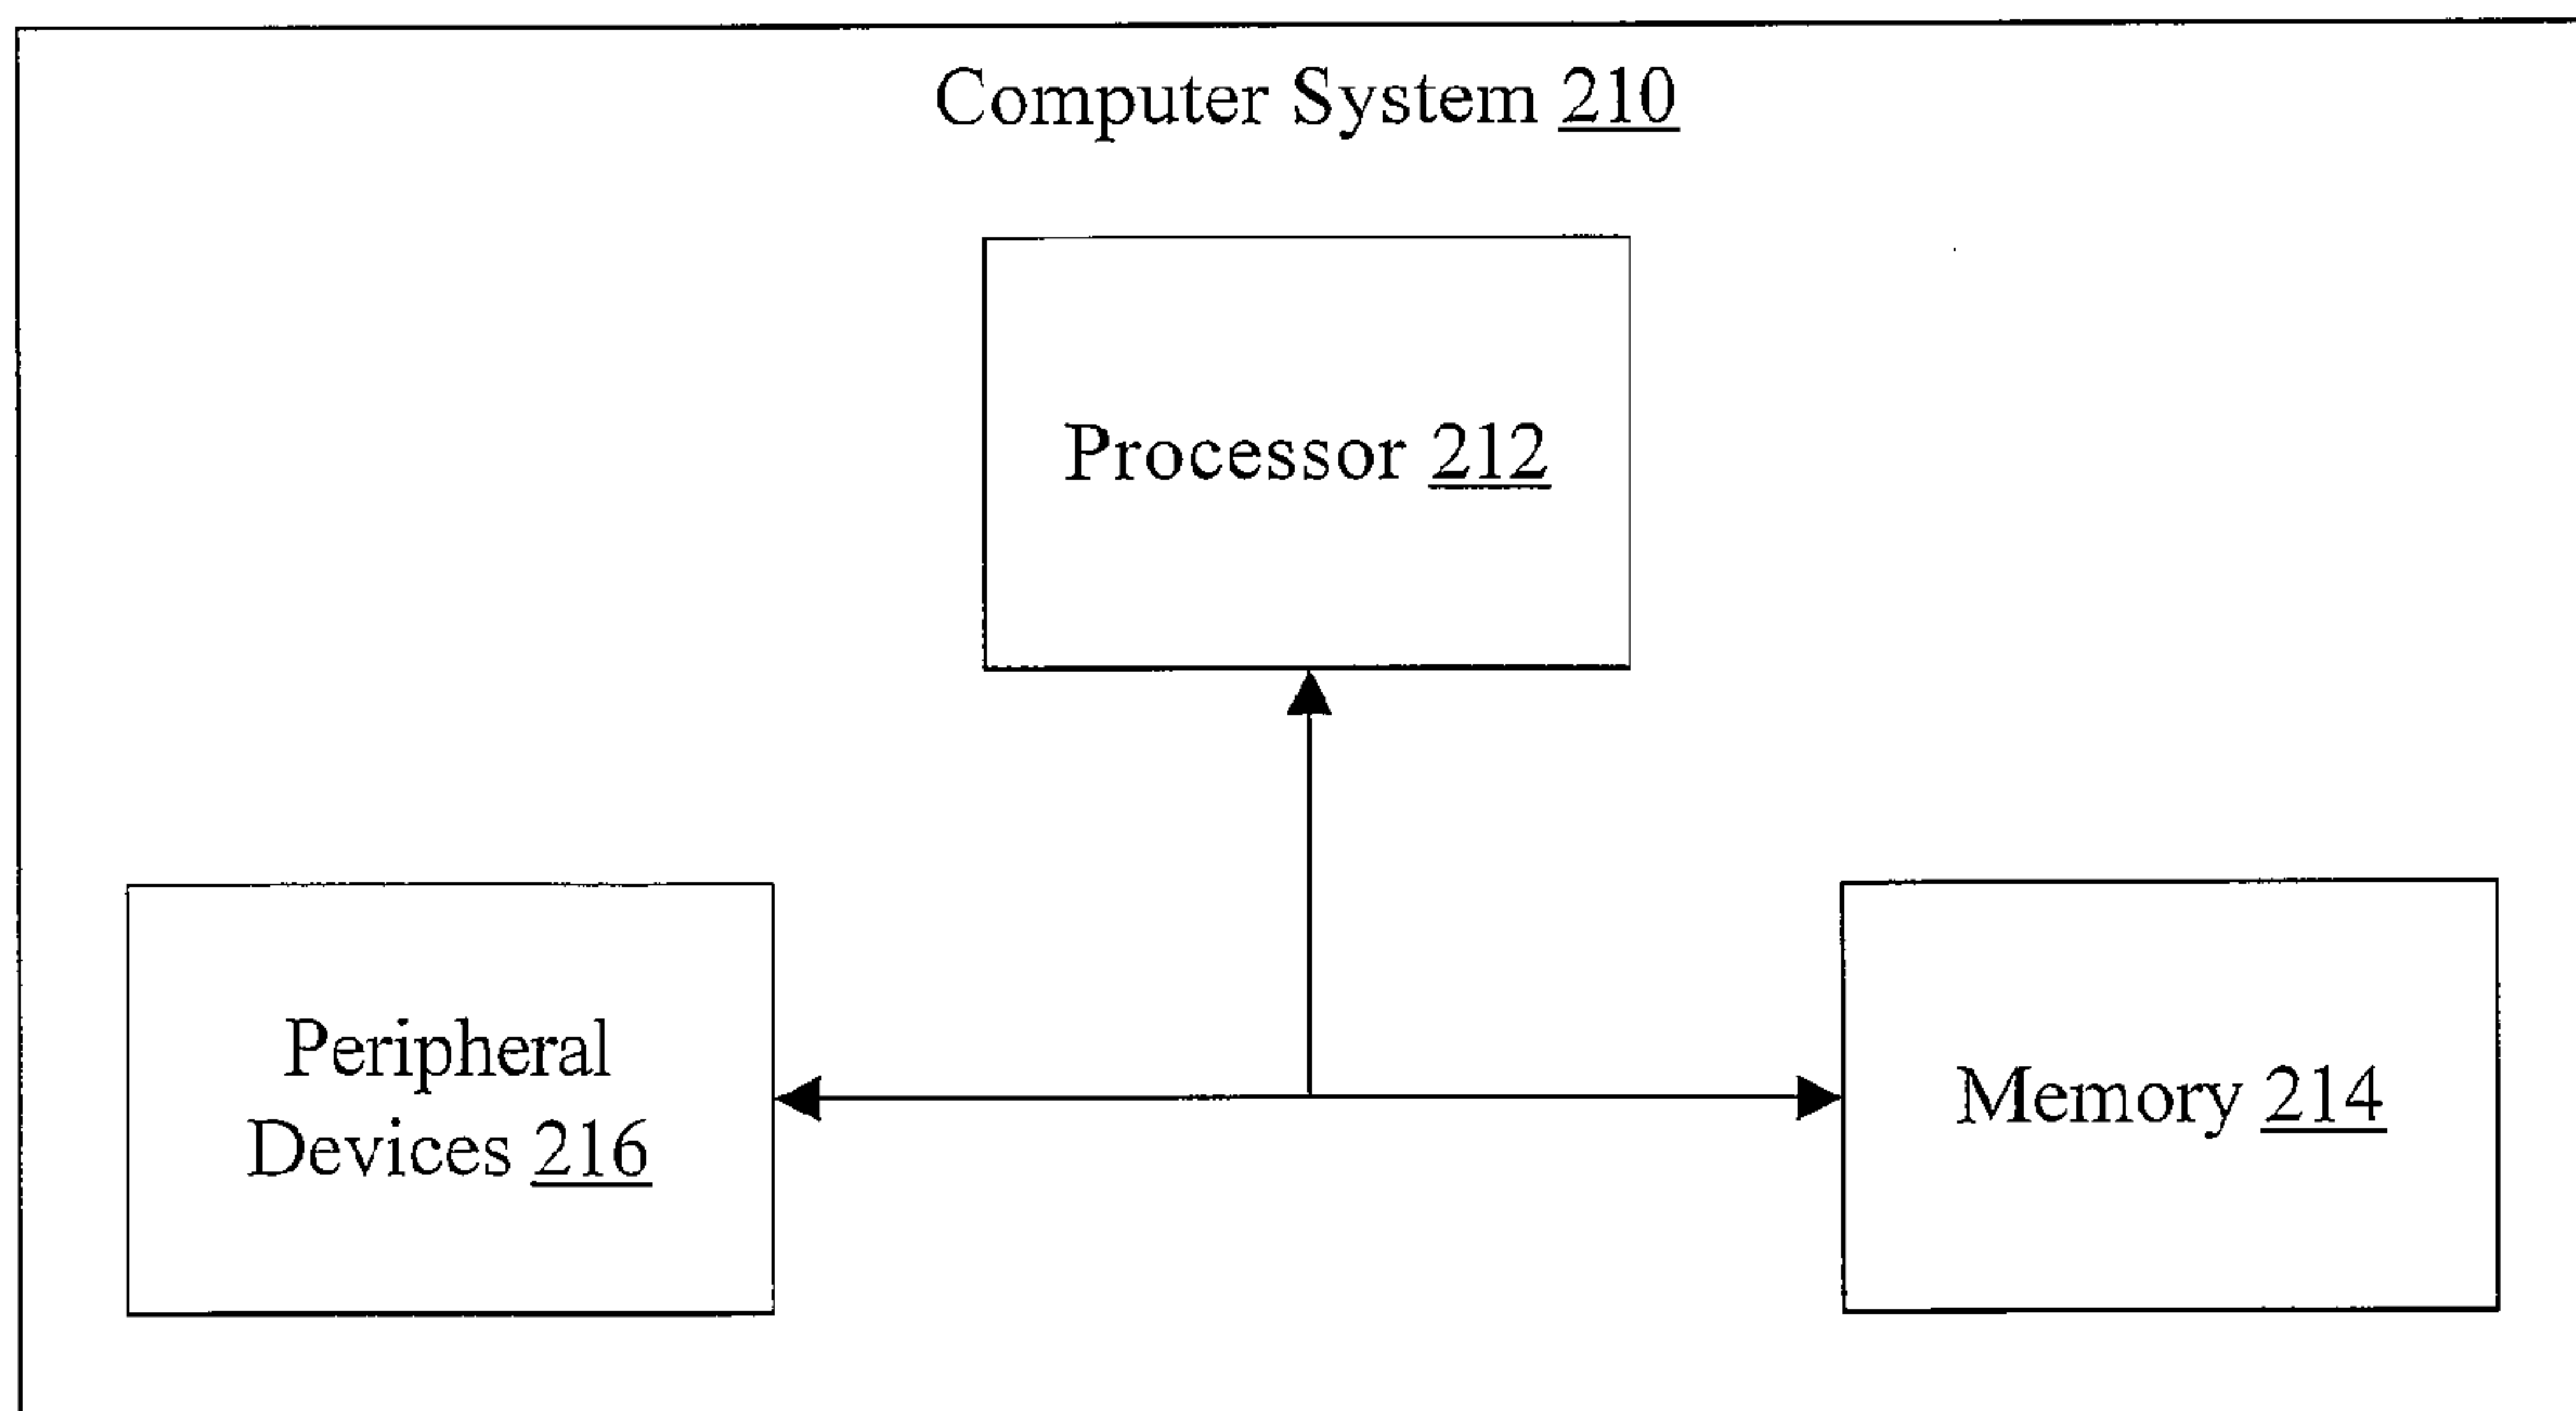 Computer System 210
Processor 212
Peripheral
Devices 216
Memory 214